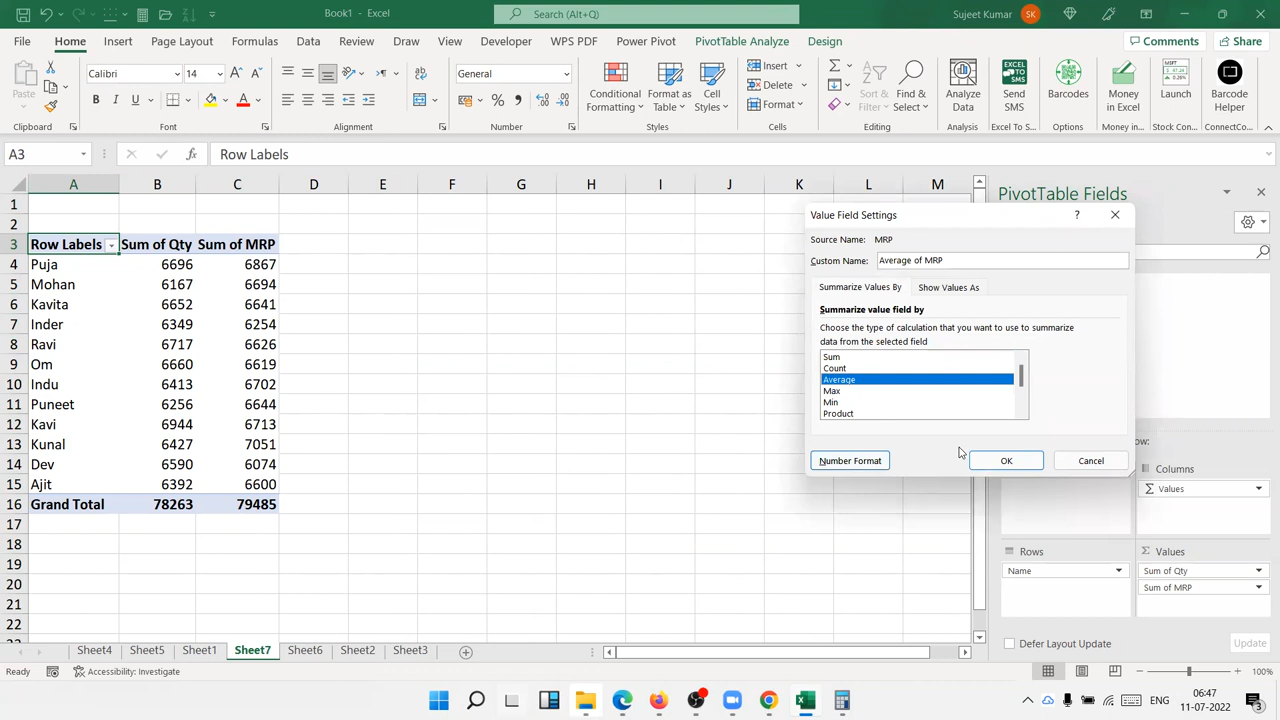 Book1 - Excel
Search (Alt+Q)
Sujeet Kumar SK
File Home Insert Page Layout Formulas Data Review Draw View Developer WPS PDF Power Pivot PivotTable Analyze Design Comments Share
Paste
Calibri 14
B I U A
General
% ,
Conditional Formatting
Format as Table
Cell Styles
Insert
Delete
Format
Sort & Filter
Find & Select
Analyze Data
Send SMS
Barcodes
Money in Excel
Launch
Barcode Helper
Clipboard Font Alignment Number Styles Cells Editing Analysis Excel To S... Options Money in... Stock Con... ConnectCo...
A3 fx Row Labels
A B C D E F G H I J K L M
1
2
3 Row Labels Sum of Qty Sum of MRP
4 Puja 6696 6867
5 Mohan 6167 6694
6 Kavita 6652 6641
7 Inder 6349 6254
8 Ravi 6717 6626
9 Om 6660 6619
10 Indu 6413 6702
11 Puneet 6256 6644
12 Kavi 6944 6713
13 Kunal 6427 7051
14 Dev 6590 6074
15 Ajit 6392 6600
16 Grand Total 78263 79485
17
18
19
20
21
22
PivotTable Fields
Value Field Settings ?
Source Name: MRP
Custom Name: Average of MRP
Summarize Values By Show Values As
Summarize value field by
Choose the type of calculation that you want to use to summarize
data from the selected field
Sum
Count
Average
Max
Min
Product
Number Format OK Cancel
ow:
Columns
Σ Values
Rows
Name
Σ Values
Sum of Qty
Sum of MRP
Defer Layout Update Update
Sheet4 Sheet5 Sheet1 Sheet7 Sheet6 Sheet2 Sheet3
Ready Accessibility: Investigate 100%
ENG 06:47
11-07-2022 3